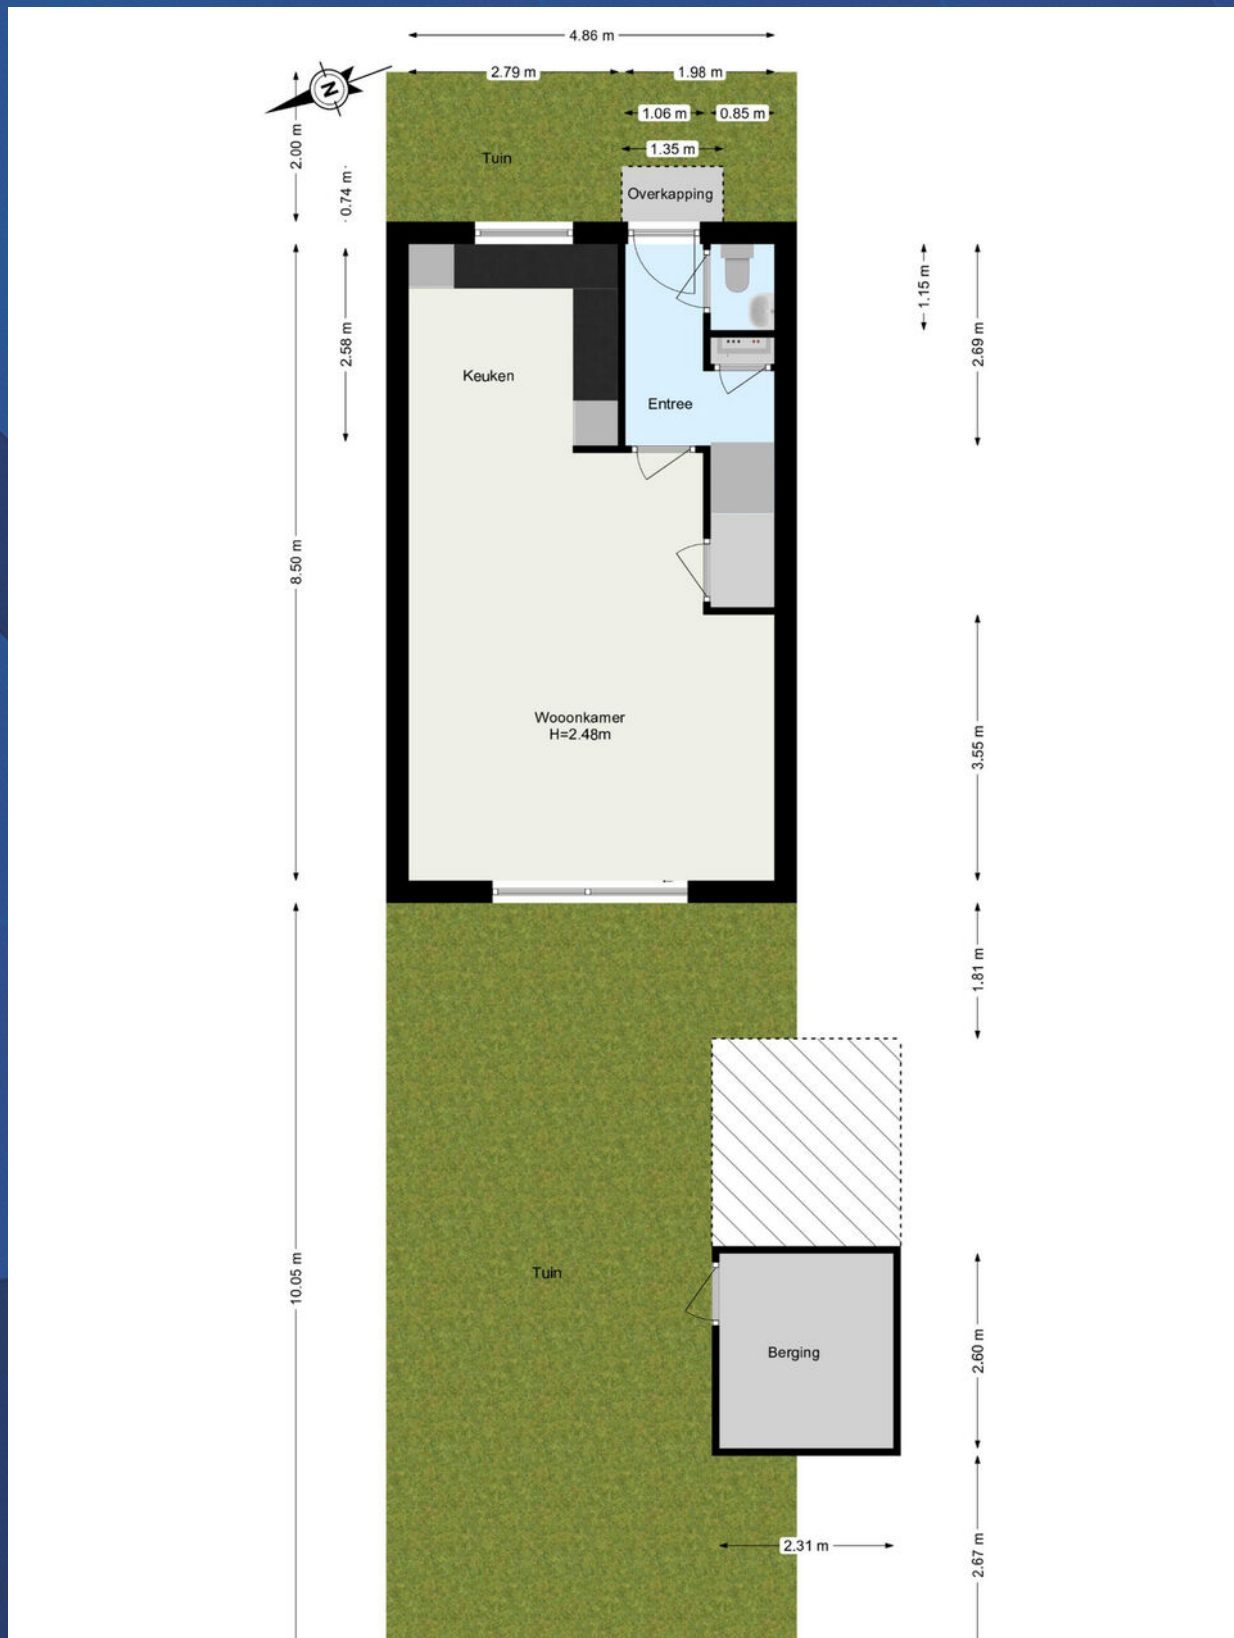 4.86 m
2.79 m
1.98 m
N
1.06 m
0.85 m
2.00 m
1.35 m
Tuin
0.74 m
Overkapping
1.15 m
2.58 m
2.69 m
Keuken
Entree
8.50 m
Wooonkamer
H=2.48m
3.55 m
1.81 m
10.05 m
Tuin
Berging
2.60 m
2.31 m
2.67 m